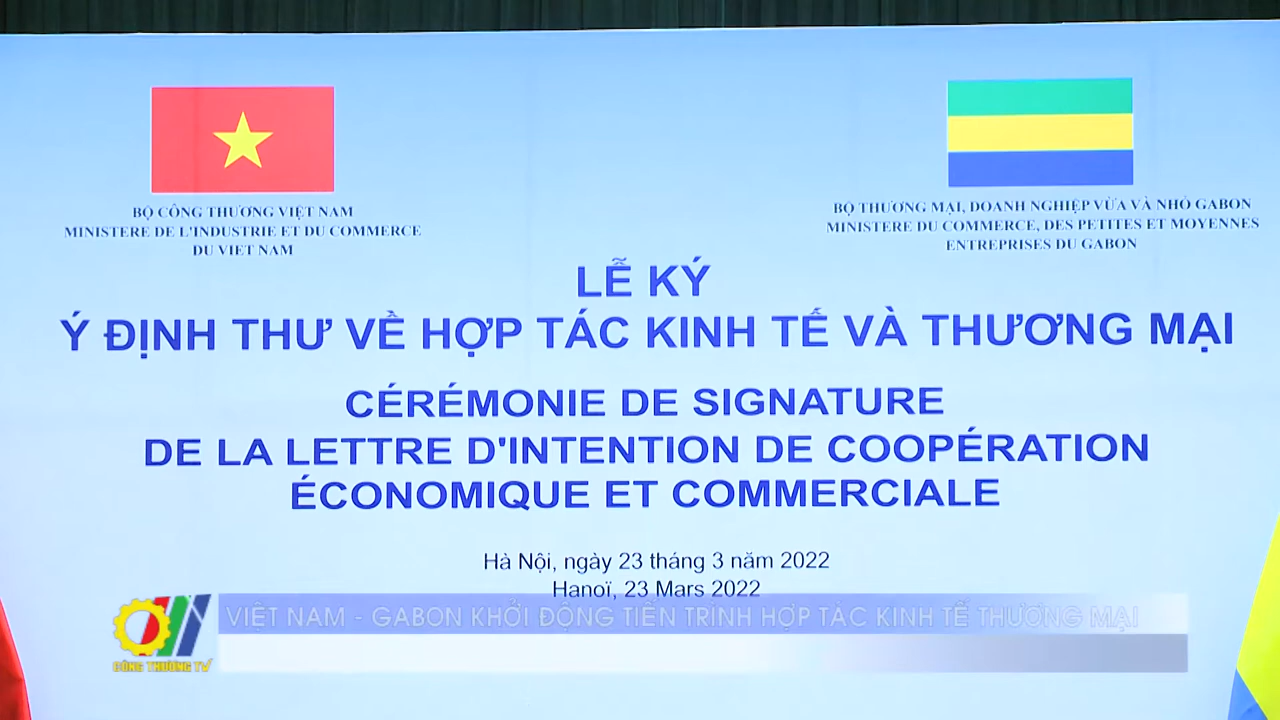 BỘ CÔNG THƯƠNG VIỆT NAM
MINISTERE DE L'INDUSTRIE ET DU COMMERCE
DU VIET NAM
BỘ THƯƠNG MẠI, DOANH NGHIỆP VỪA VÀ NHỎ GABON
MINISTERE DU COMMERCE, DES PETITES ET MOYENNES
ENTREPRISES DU GABON
LỄ KÝ
Ý ĐỊNH THƯ VỀ HỢP TÁC KINH TẾ VÀ THƯƠNG MẠI
CÉRÉMONIE DE SIGNATURE
DE LA LETTRE D'INTENTION DE COOPÉRATION
ÉCONOMIQUE ET COMMERCIALE
Hà Nội, ngày 23 tháng 3 năm 2022
Hanoï, 23 Mars 2022
VIỆT NAM - GABON KHỞI ĐỘNG TIẾN TRÌNH HỢP TÁC KINH TẾ THƯƠNG MẠI
CÔNG THƯƠNG TV